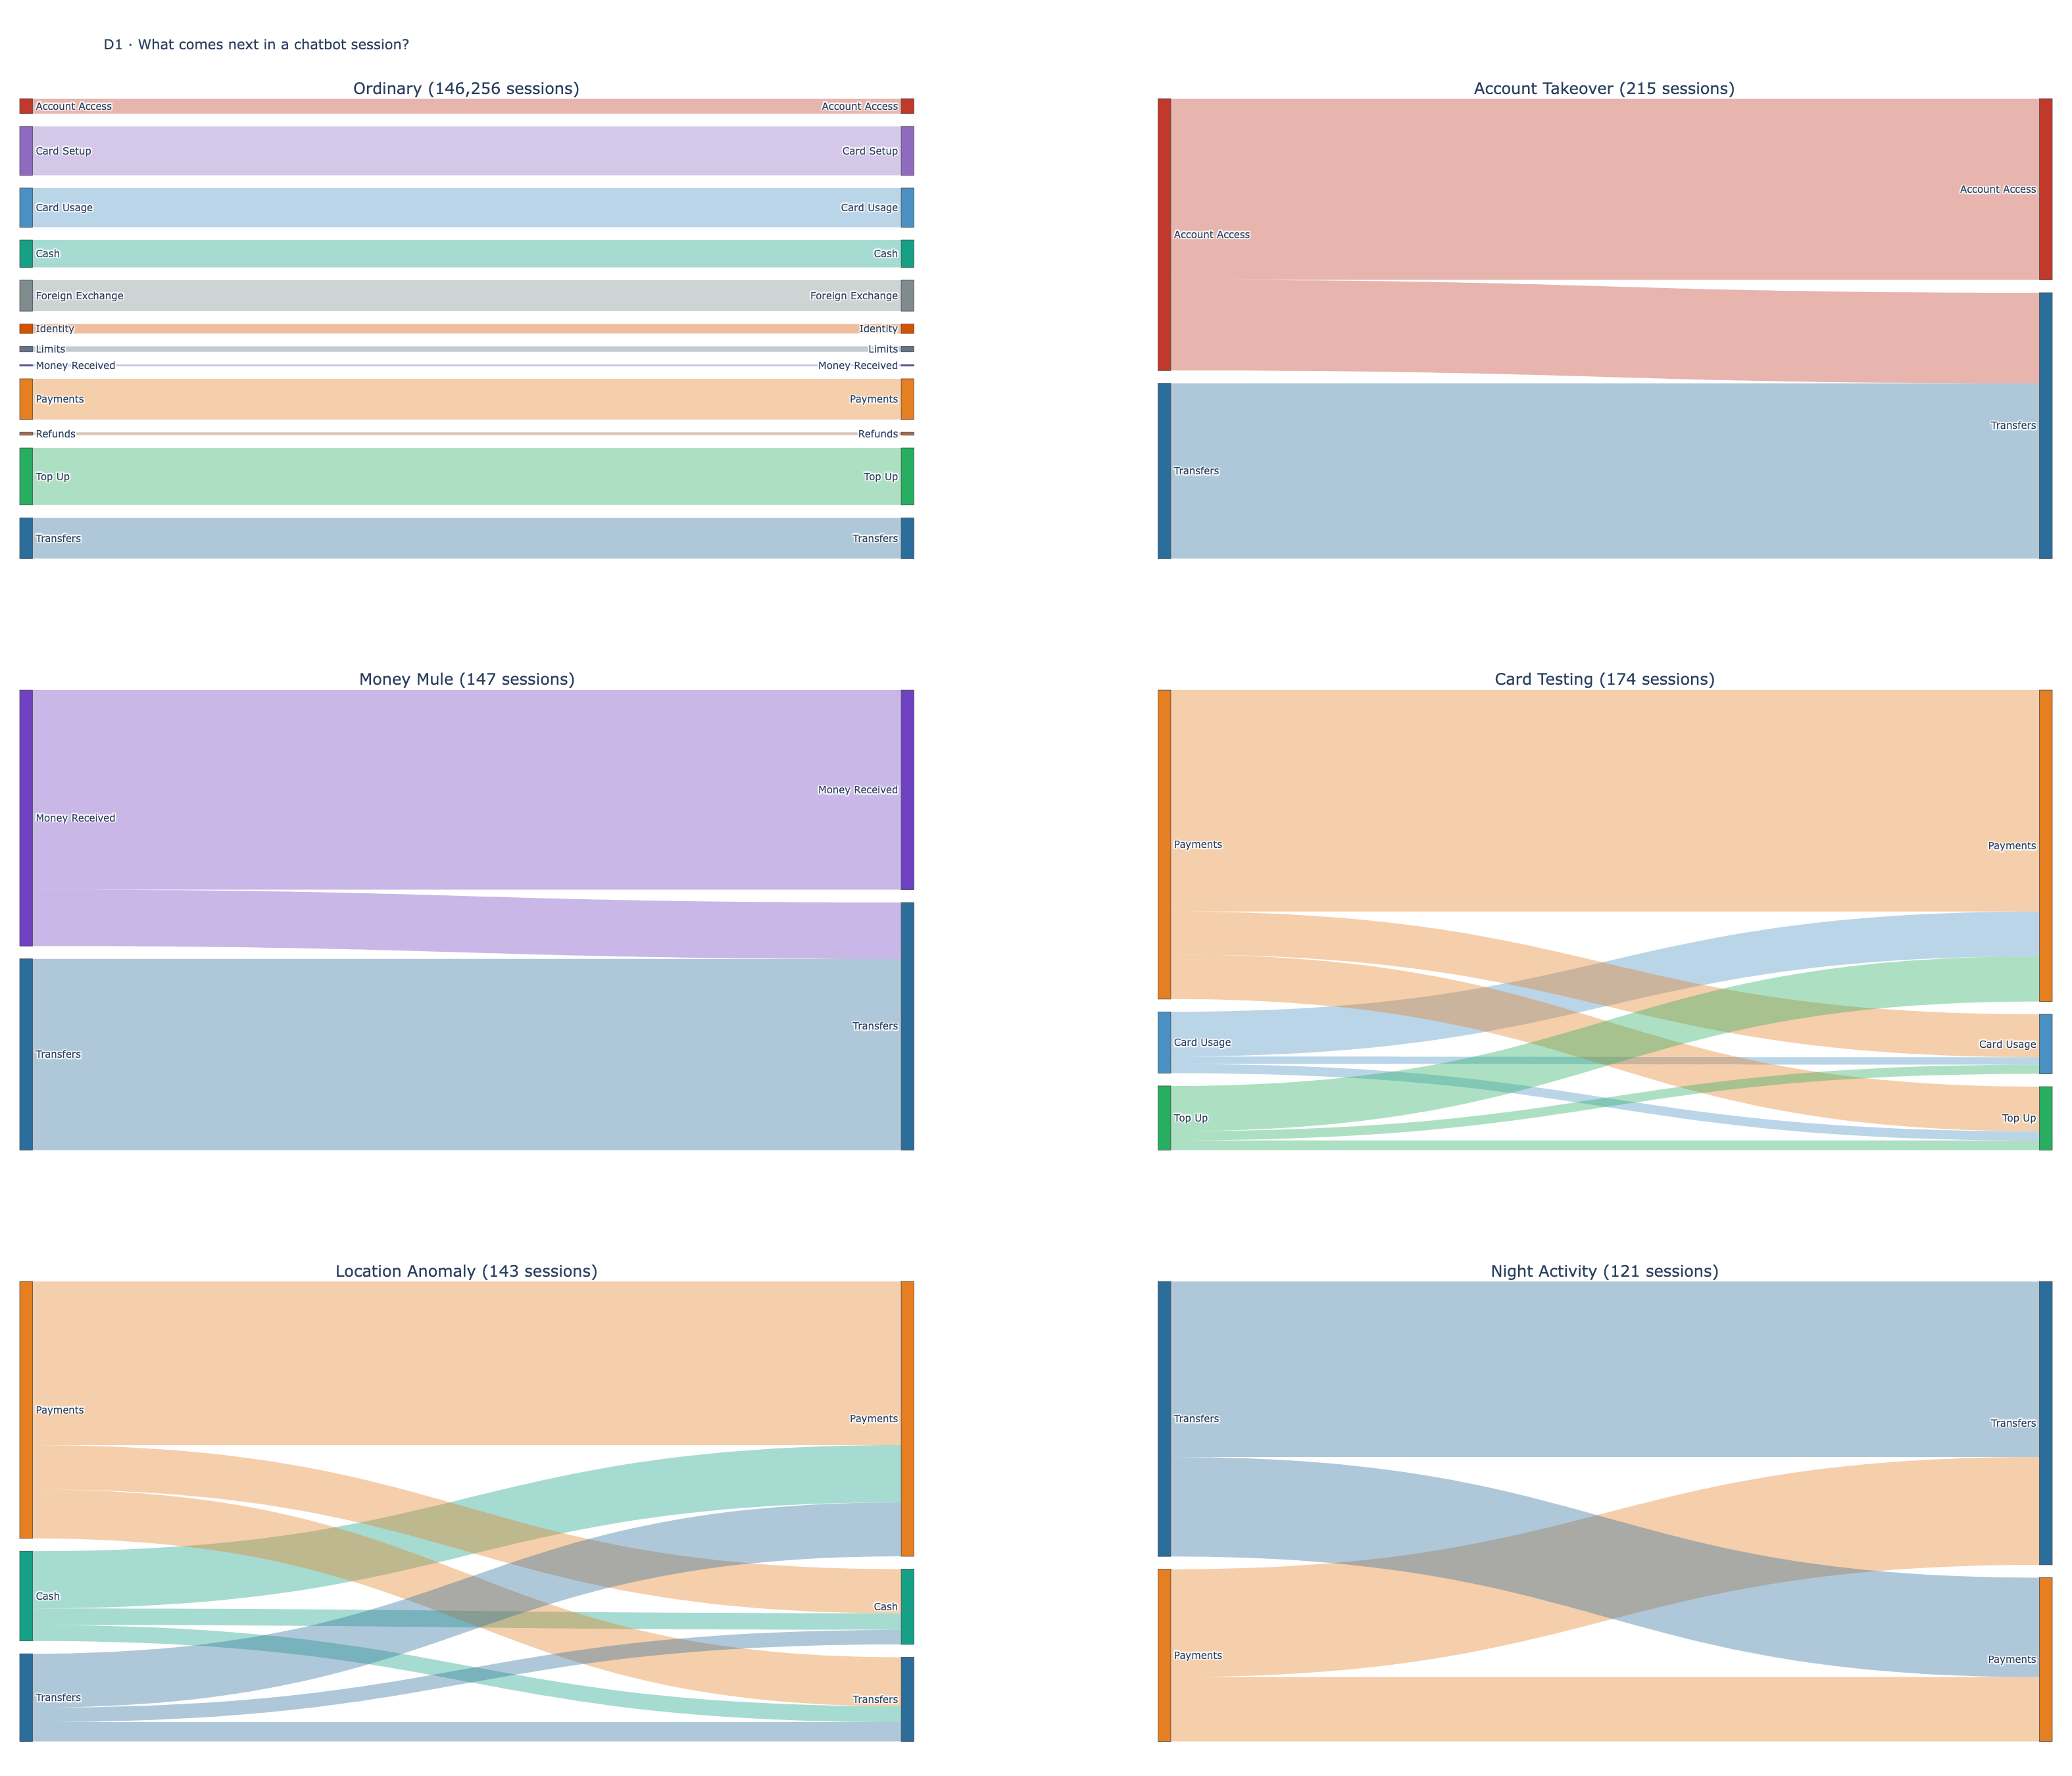 D1 · What comes next in a chatbot session?
Ordinary (146,256 sessions)
Account Access
Account Access
Card Setup
Card Setup
Card Usage
Card Usage
Cash
Cash
Foreign Exchange
Foreign Exchange
Identity
Identity
Limits
Limits
Money Received
Money Received
Payments
Payments
Refunds
Refunds
Top Up
Top Up
Transfers
Transfers
Account Takeover (215 sessions)
Account Access
Account Access
Transfers
Transfers
Money Mule (147 sessions)
Money Received
Money Received
Transfers
Transfers
Card Testing (174 sessions)
Payments
Payments
Card Usage
Card Usage
Top Up
Top Up
Location Anomaly (143 sessions)
Payments
Payments
Cash
Cash
Transfers
Transfers
Night Activity (121 sessions)
Transfers
Transfers
Payments
Payments